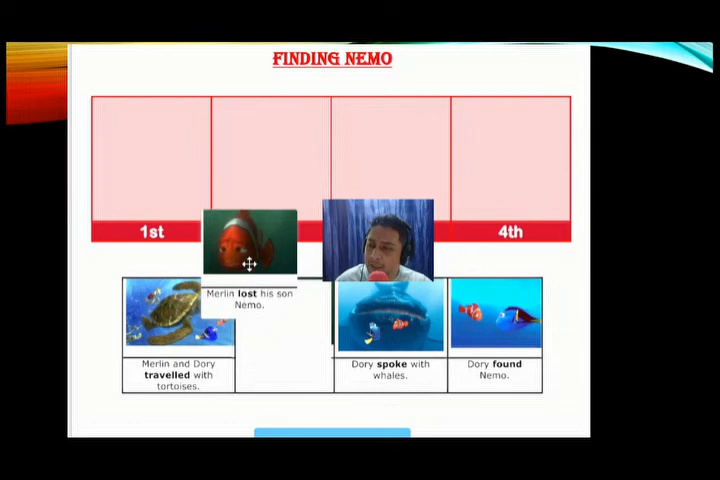 FINDING NEMO
1st
4th
Merlin lost his son
Nemo.
Merlin and Dory
travelled with
tortoises.
Dory spoke with
whales.
Dory found
Nemo.